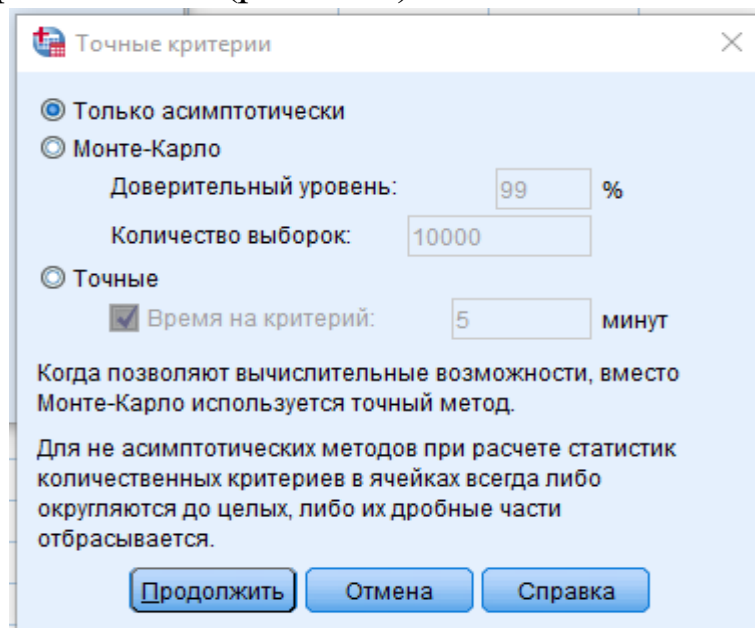 Точные критерии
Только асимптотически
Монте-Карло
Доверительный уровень: 99 %
Количество выборок: 10000
Точные
Время на критерий: 5 минут
Когда позволяют вычислительные возможности, вместо
Монте-Карло используется точный метод.
Для не асимптотических методов при расчете статистик
количественных критериев в ячейках всегда либо
округляются до целых, либо их дробные части
отбрасывается.
Продолжить Отмена Справка